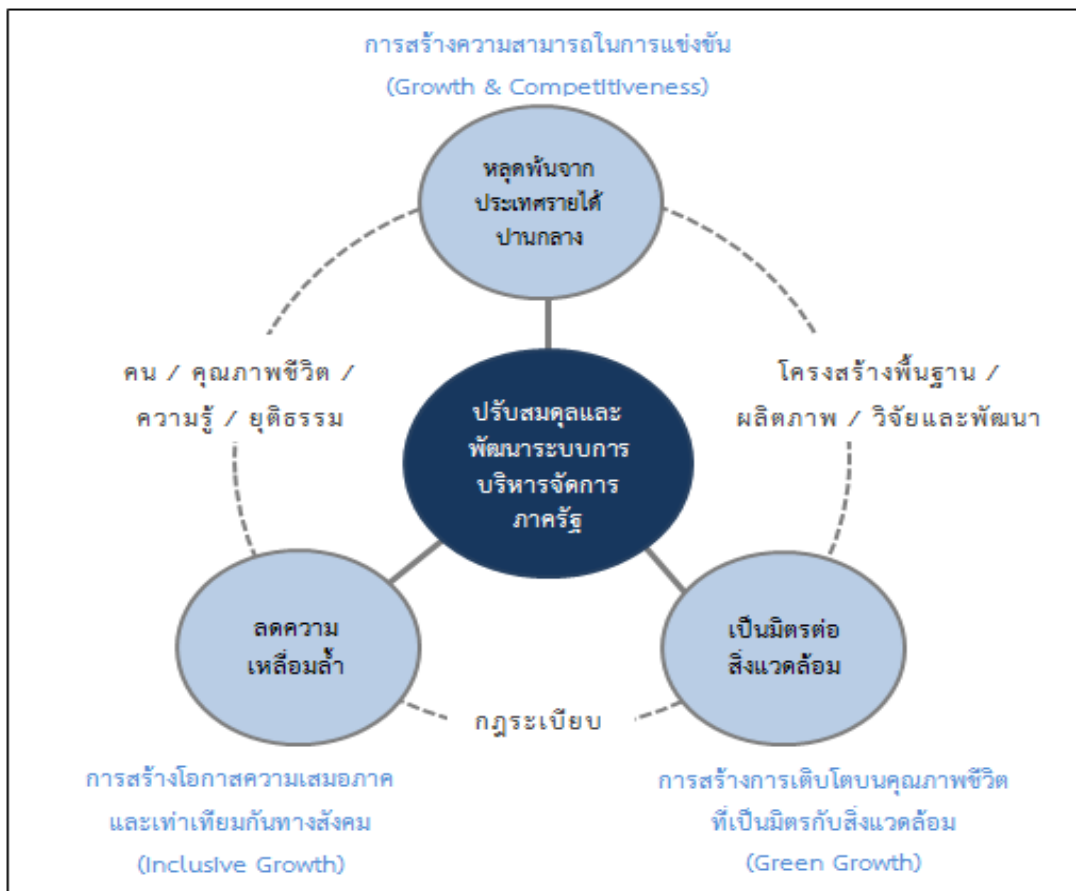 การสร้างความสามารถในการแข่งขัน
(Growth & Competitiveness)
หลุดพ้นจาก
ประเทศรายได้
ปานกลาง
คน / คุณภาพชีวิต /
ความรู้ / ยุติธรรม
โครงสร้างพื้นฐาน /
ผลิตภาพ / วิจัยและพัฒนา
ปรับสมดุลและ
พัฒนาระบบการ
บริหารจัดการ
ภาครัฐ
ลดความ
เหลื่อมล้ำ
เป็นมิตรต่อ
สิ่งแวดล้อม
กฎระเบียบ
การสร้างโอกาสความเสมอภาค
และเท่าเทียมกันทางสังคม
(Inclusive Growth)
การสร้างการเติบโตบนคุณภาพชีวิต
ที่เป็นมิตรกับสิ่งแวดล้อม
(Green Growth)